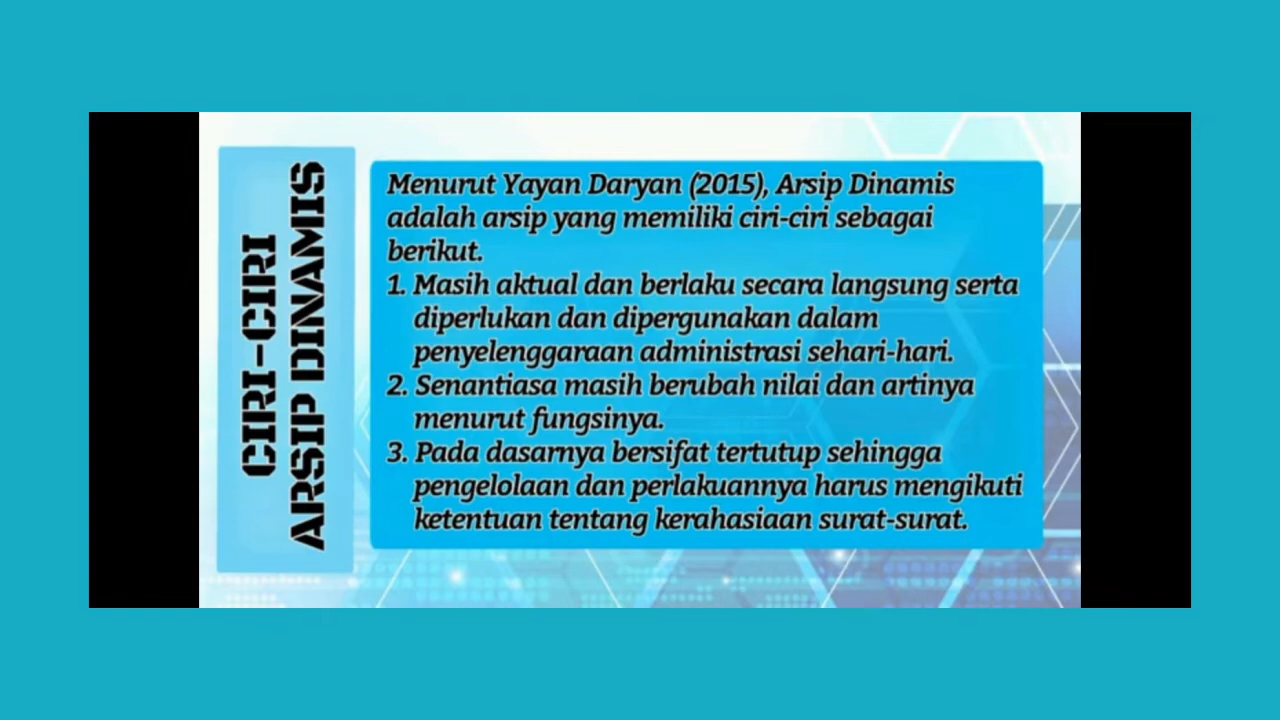 CIRI-CIRI
ARSIP DINAMIS
Menurut Yayan Daryan (2015), Arsip Dinamis
adalah arsip yang memiliki ciri-ciri sebagai
berikut.
1. Masih aktual dan berlaku secara langsung serta
diperlukan dan dipergunakan dalam
penyelenggaraan administrasi sehari-hari.
2. Senantiasa masih berubah nilai dan artinya
menurut fungsinya.
3. Pada dasarnya bersifat tertutup sehingga
pengelolaan dan perlakuannya harus mengikuti
ketentuan tentang kerahasiaan surat-surat.